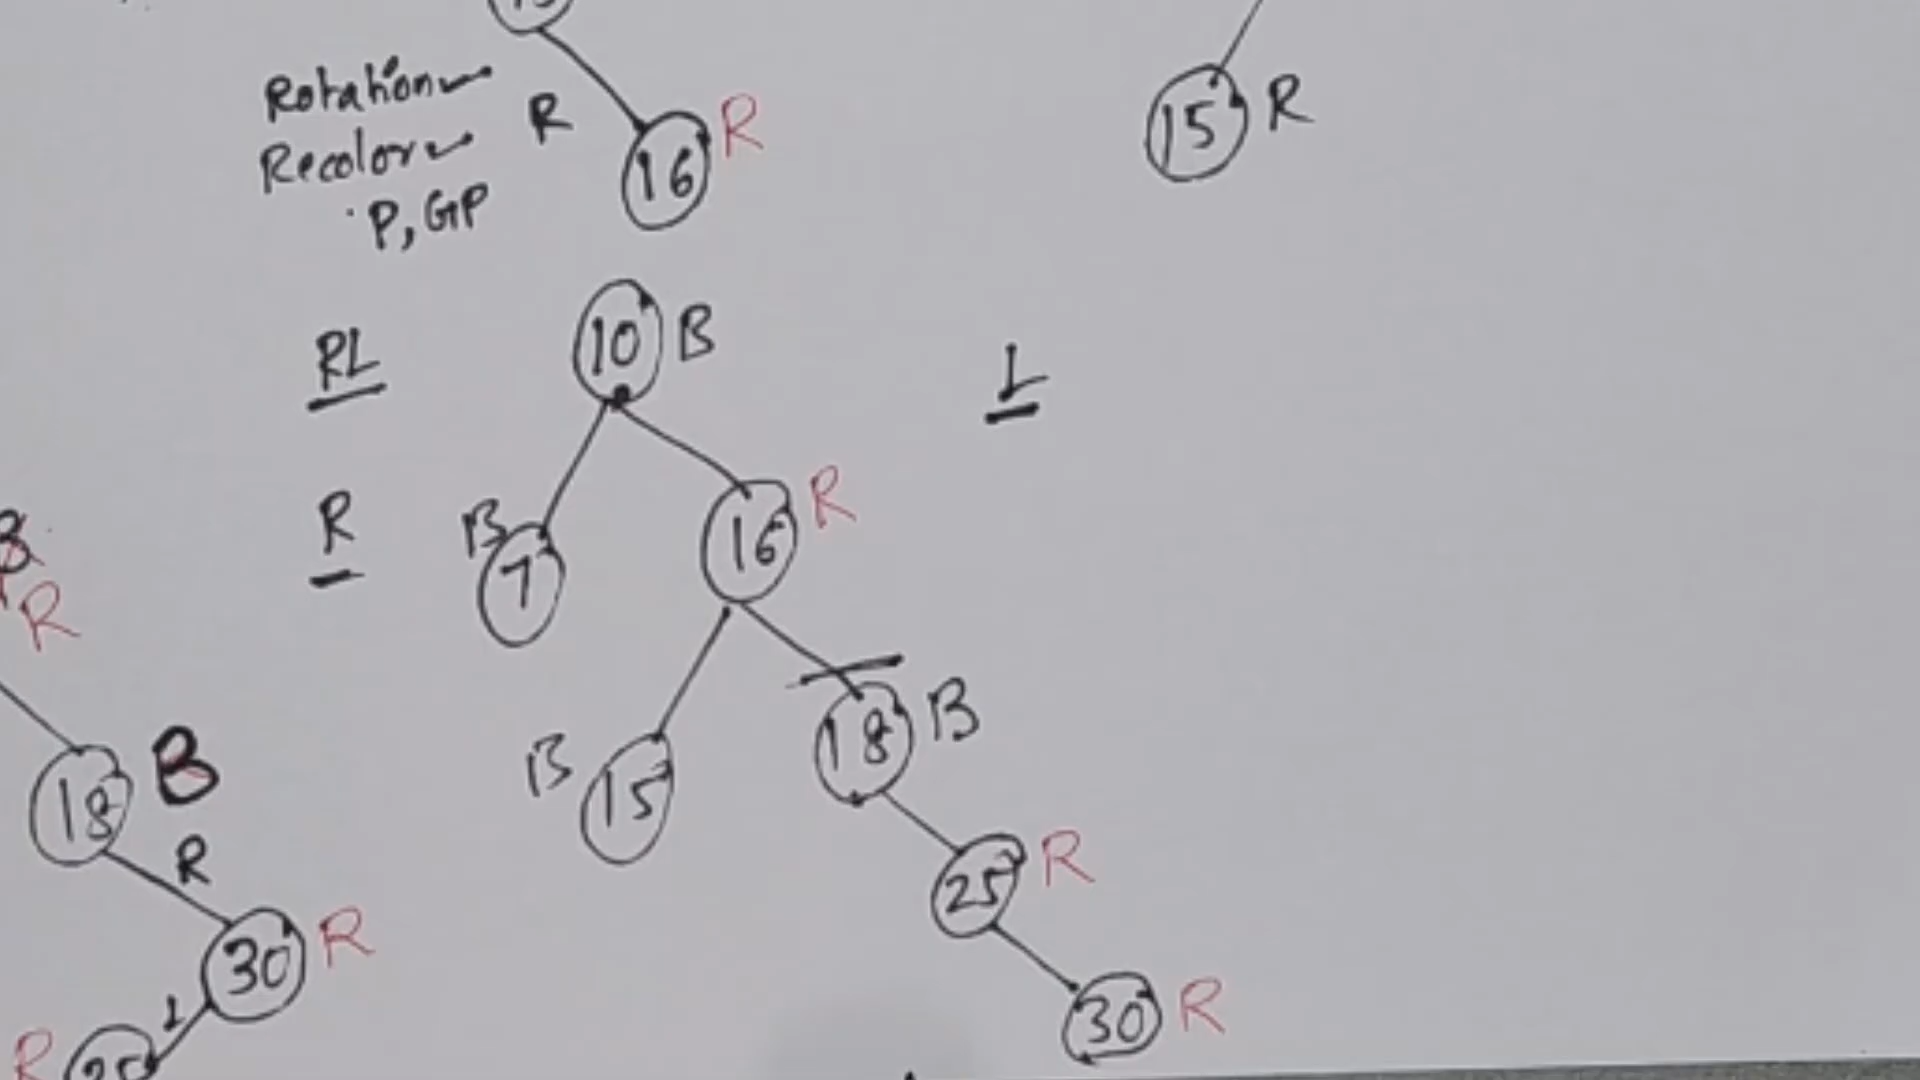 Rotation
R
16 R
15 R
Recolor
P, GP
RL
10 B
L
R
B
7
16 R
R
18 B
R
30 R
L
R
B
15
18 B
25 R
30 R